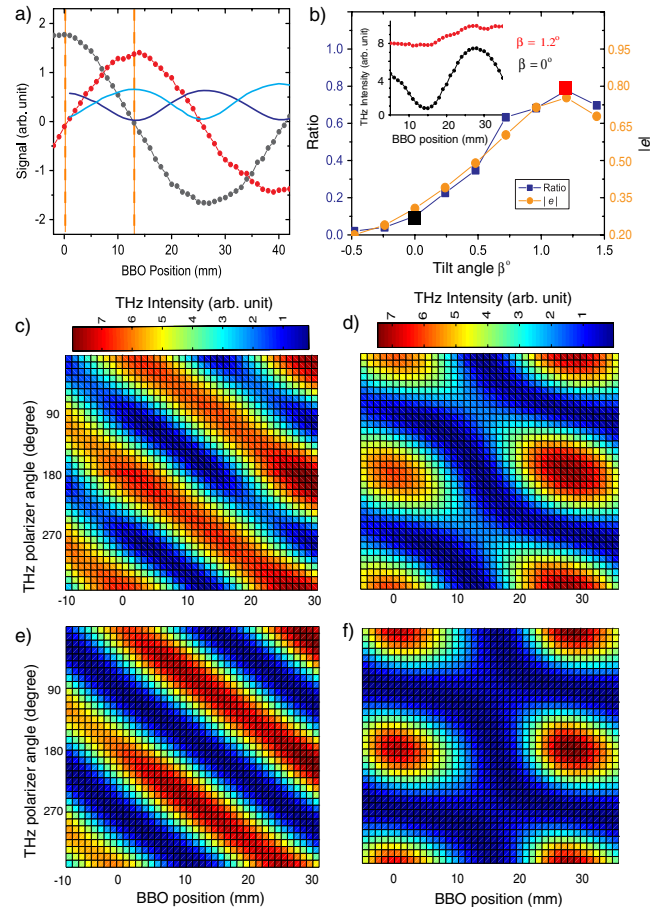 a)
Signal (arb. unit)
2
1
0
-1
-2
0
10
20
30
40
BBO Position (mm)
b)
Ratio
1.0
0.8
0.6
0.4
0.2
0.0
-0.5
0.0
0.5
1.0
1.5
Tilt angle β°
0.95
0.80
0.65
0.50
0.35
0.20
|e|
THz Intensity (arb. unit)
10
8
6
4
2
0
10
20
30
BBO position (mm)
β = 1.2°
β = 0°
Ratio
| e |
c)
THz Intensity (arb. unit)
7 6 5 4 3 2 1
THz polarizer angle (degree)
90
180
270
-10 0 10 20 30
d)
THz Intensity (arb. unit)
7 6 5 4 3 2 1
0 10 20 30
e)
THz polarizer angle (degree)
90
180
270
-10 0 10 20 30
BBO position (mm)
f)
0 10 20 30
BBO position (mm)